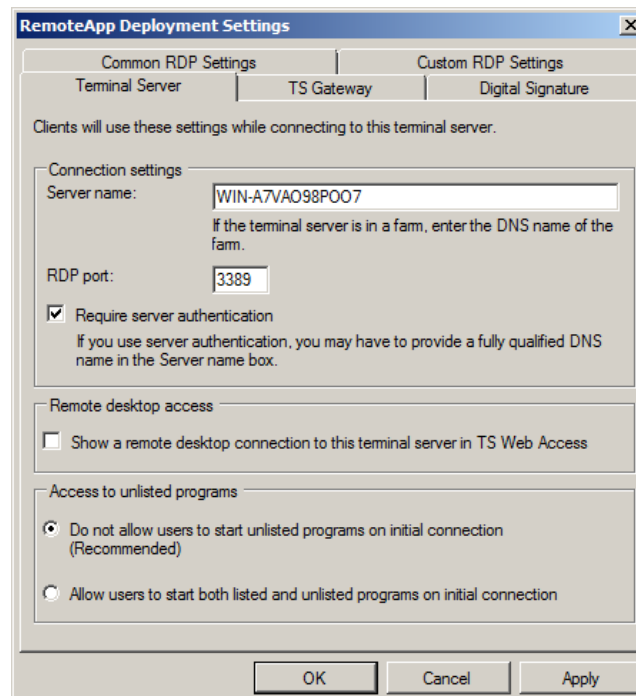 RemoteApp Deployment Settings
Common RDP Settings
Custom RDP Settings
Terminal Server
TS Gateway
Digital Signature
Clients will use these settings while connecting to this terminal server.
Connection settings
Server name:
WIN-A7VAO98POO7
If the terminal server is in a farm, enter the DNS name of the
farm.
RDP port:
3389
Require server authentication
If you use server authentication, you may have to provide a fully qualified DNS
name in the Server name box.
Remote desktop access
Show a remote desktop connection to this terminal server in TS Web Access
Access to unlisted programs
Do not allow users to start unlisted programs on initial connection
(Recommended)
Allow users to start both listed and unlisted programs on initial connection
OK
Cancel
Apply